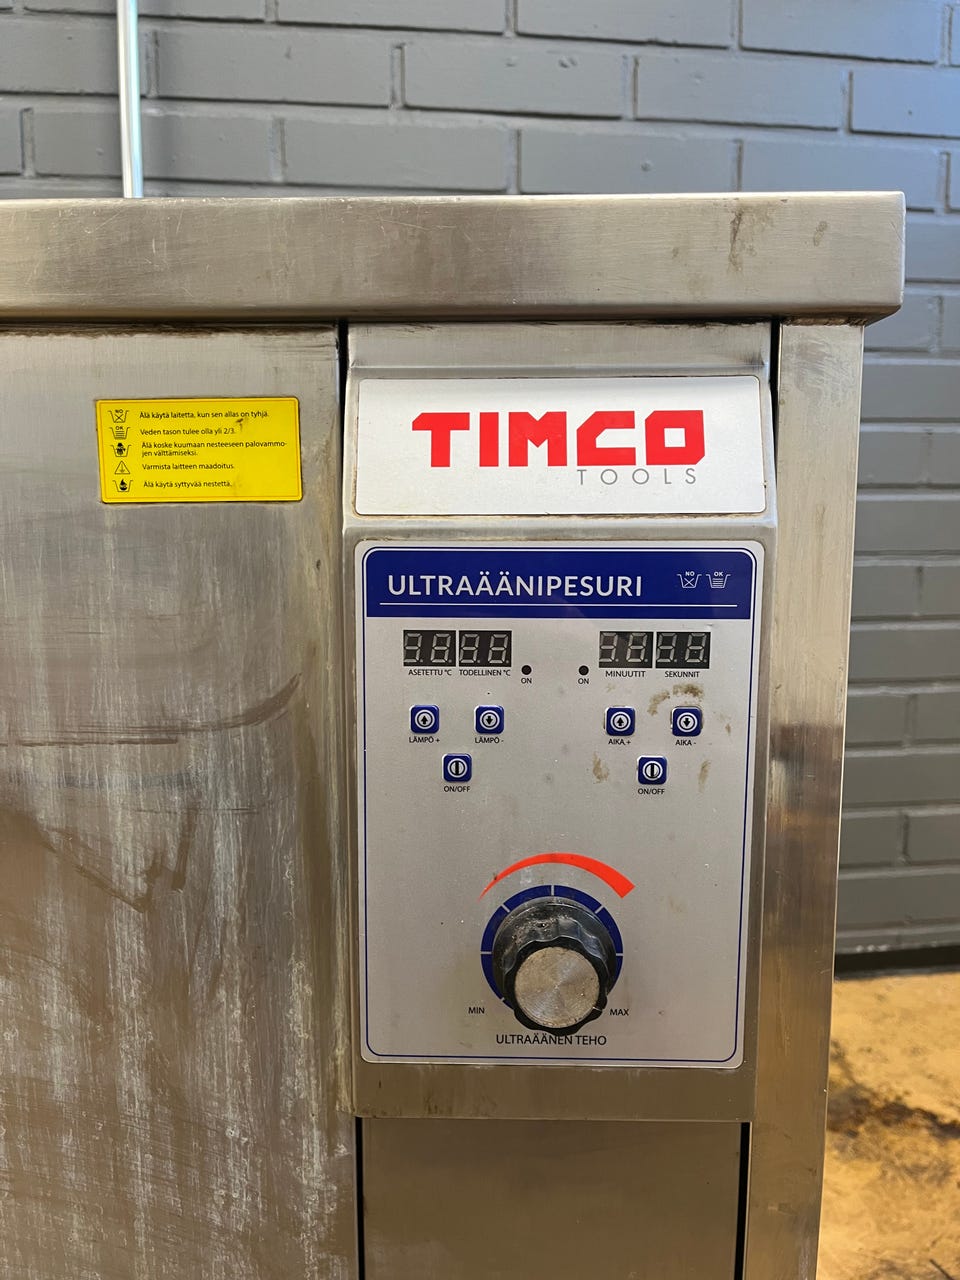 NO
Älä käytä laitetta, kun sen allas on tyhjä.
OK
Veden tason tulee olla yli 2/3.
Älä koske kuumaan nesteeseen palovammo-
jen välttämiseksi.
Varmista laitteen maadoitus.
Älä käytä syttyvää nestettä.
TIMCO
TOOLS
ULTRAÄÄNIPESURI
NO OK
ASETETTU °C TODELLINEN °C ON ON MINUUTIT SEKUNNIT
LÄMPÖ + LÄMPÖ - AIKA + AIKA -
ON/OFF ON/OFF
MIN MAX
ULTRAÄÄNEN TEHO